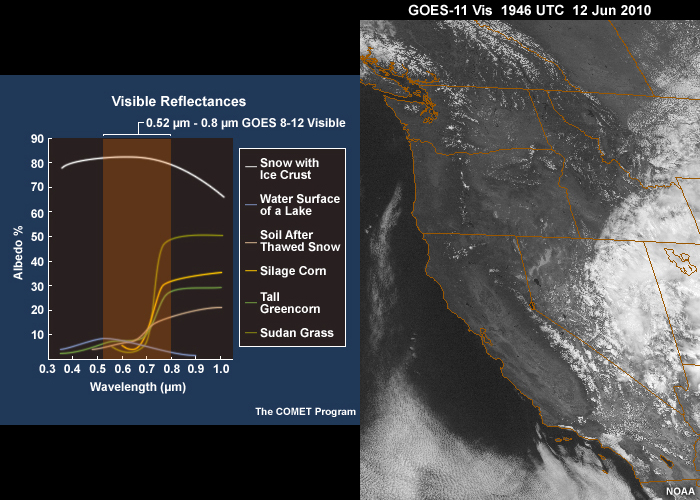 GOES-11 Vis 1946 UTC 12 Jun 2010
Visible Reflectances
0.52 µm - 0.8 µm GOES 8-12 Visible
90
80
70
60
50
40
30
20
10
Albedo %
0.3 0.4 0.5 0.6 0.7 0.8 0.9 1.0
Wavelength (µm)
Snow with
Ice Crust
Water Surface
of a Lake
Soil After
Thawed Snow
Silage Corn
Tall
Greencorn
Sudan Grass
The COMET Program
NOAA